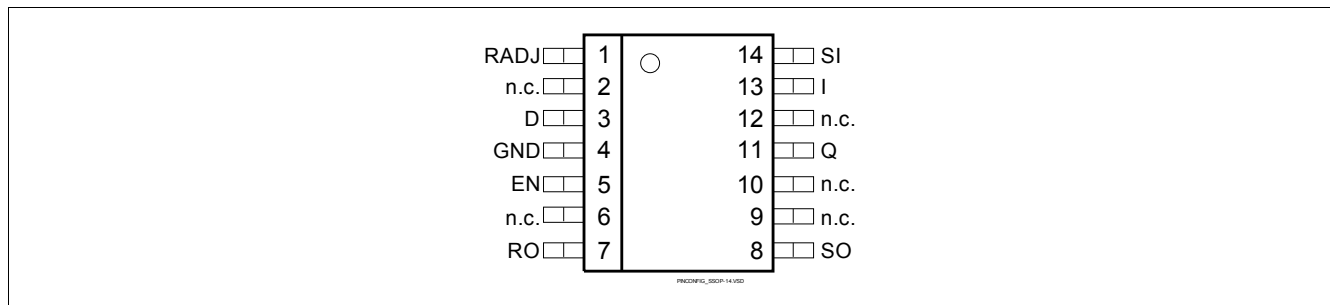 RADJ 1 14 SI
n.c. 2 13 I
D 3 12 n.c.
GND 4 11 Q
EN 5 10 n.c.
n.c. 6 9 n.c.
RO 7 8 SO
PINCONFIG_SSOP-14.VSD